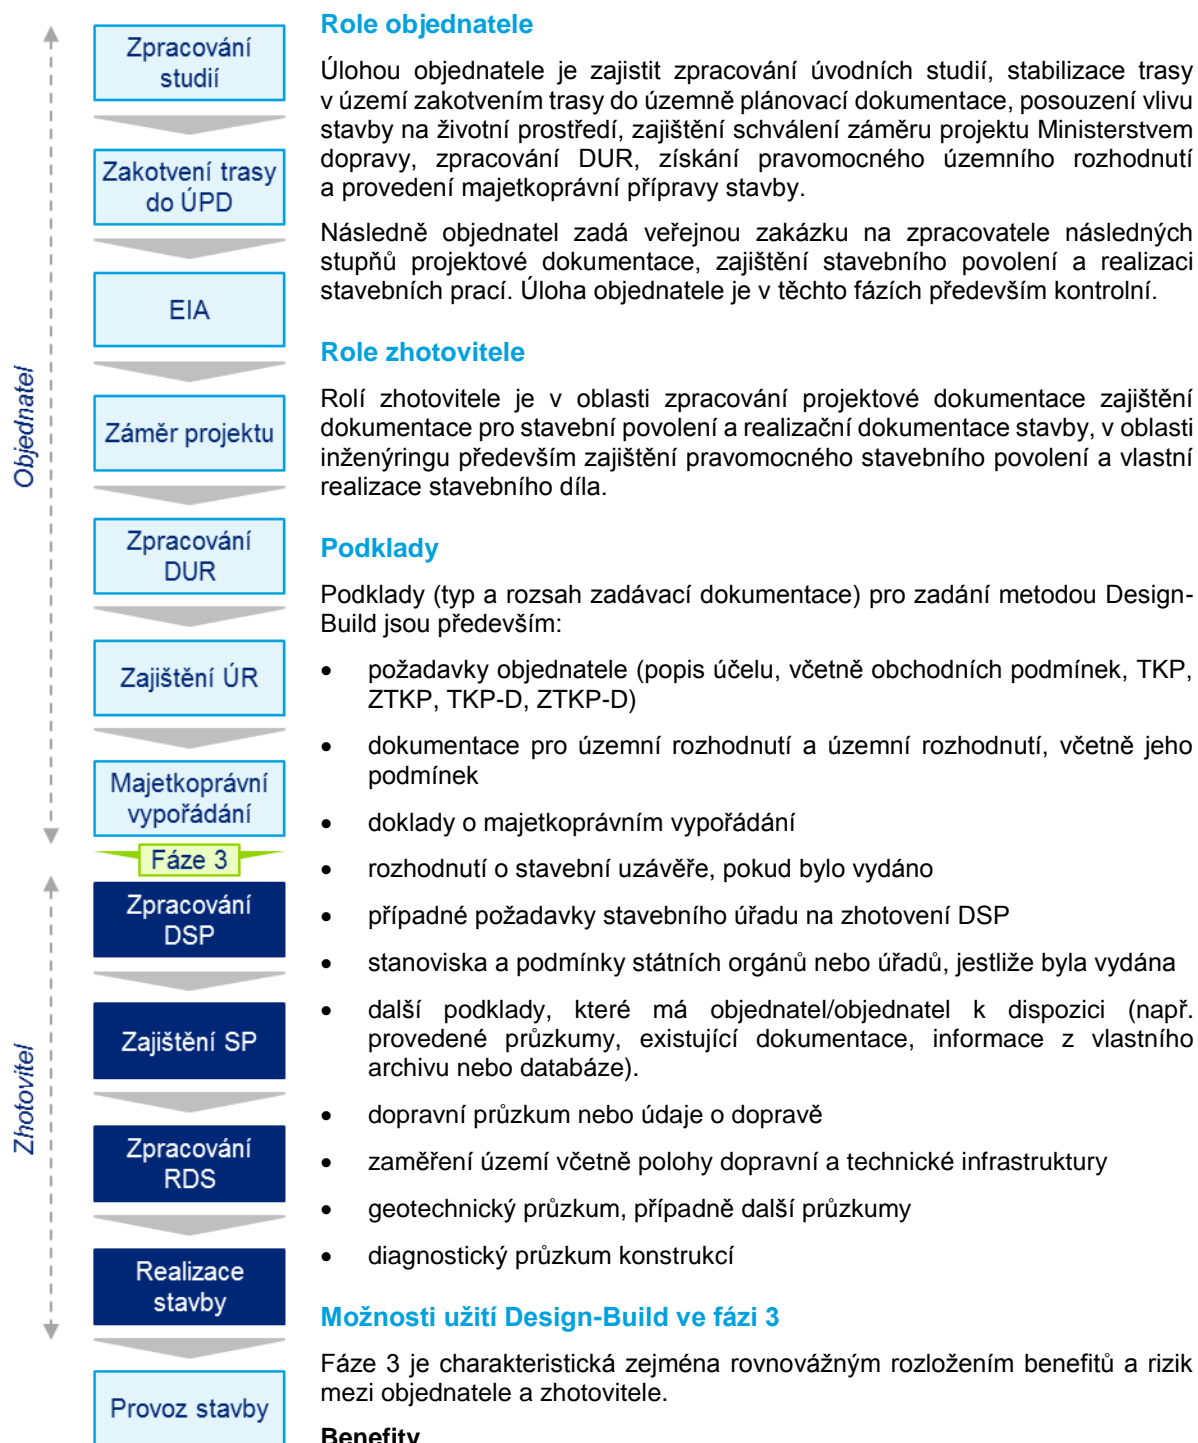 Objednatel
Zhotovitel
Zpracování
studií
Zakotvení trasy
do ÚPD
EIA
Záměr projektu
Zpracování
DUR
Zajištění ÚR
Majetkoprávní
vypořádání
Fáze 3
Zpracování
DSP
Zajištění SP
Zpracování
RDS
Realizace
stavby
Provoz stavby
Role objednatele
Úlohou objednatele je zajistit zpracování úvodních studií, stabilizace trasy
v území zakotvením trasy do územně plánovací dokumentace, posouzení vlivu
stavby na životní prostředí, zajištění schválení záměru projektu Ministerstvem
dopravy, zpracování DUR, získání pravomocného územního rozhodnutí
a provedení majetkoprávní přípravy stavby.
Následně objednatel zadá veřejnou zakázku na zpracovatele následných
stupňů projektové dokumentace, zajištění stavebního povolení a realizaci
stavebních prací. Úloha objednatele je v těchto fázích především kontrolní.
Role zhotovitele
Rolí zhotovitele je v oblasti zpracování projektové dokumentace zajištění
dokumentace pro stavební povolení a realizační dokumentace stavby, v oblasti
inženýringu především zajištění pravomocného stavebního povolení a vlastní
realizace stavebního díla.
Podklady
Podklady (typ a rozsah zadávací dokumentace) pro zadání metodou Design-
Build jsou především:
• požadavky objednatele (popis účelu, včetně obchodních podmínek, TKP,
ZTKP, TKP-D, ZTKP-D)
• dokumentace pro územní rozhodnutí a územní rozhodnutí, včetně jeho
podmínek
• doklady o majetkoprávním vypořádání
• rozhodnutí o stavební uzávěře, pokud bylo vydáno
• případné požadavky stavebního úřadu na zhotovení DSP
• stanoviska a podmínky státních orgánů nebo úřadů, jestliže byla vydána
• další podklady, které má objednatel/objednatel k dispozici (např.
provedené průzkumy, existující dokumentace, informace z vlastního
archivu nebo databáze).
• dopravní průzkum nebo údaje o dopravě
• zaměření území včetně polohy dopravní a technické infrastruktury
• geotechnický průzkum, případně další průzkumy
• diagnostický průzkum konstrukcí
Možnosti užití Design-Build ve fázi 3
Fáze 3 je charakteristická zejména rovnovážným rozložením benefitů a rizik
mezi objednatele a zhotovitele.
Benefity